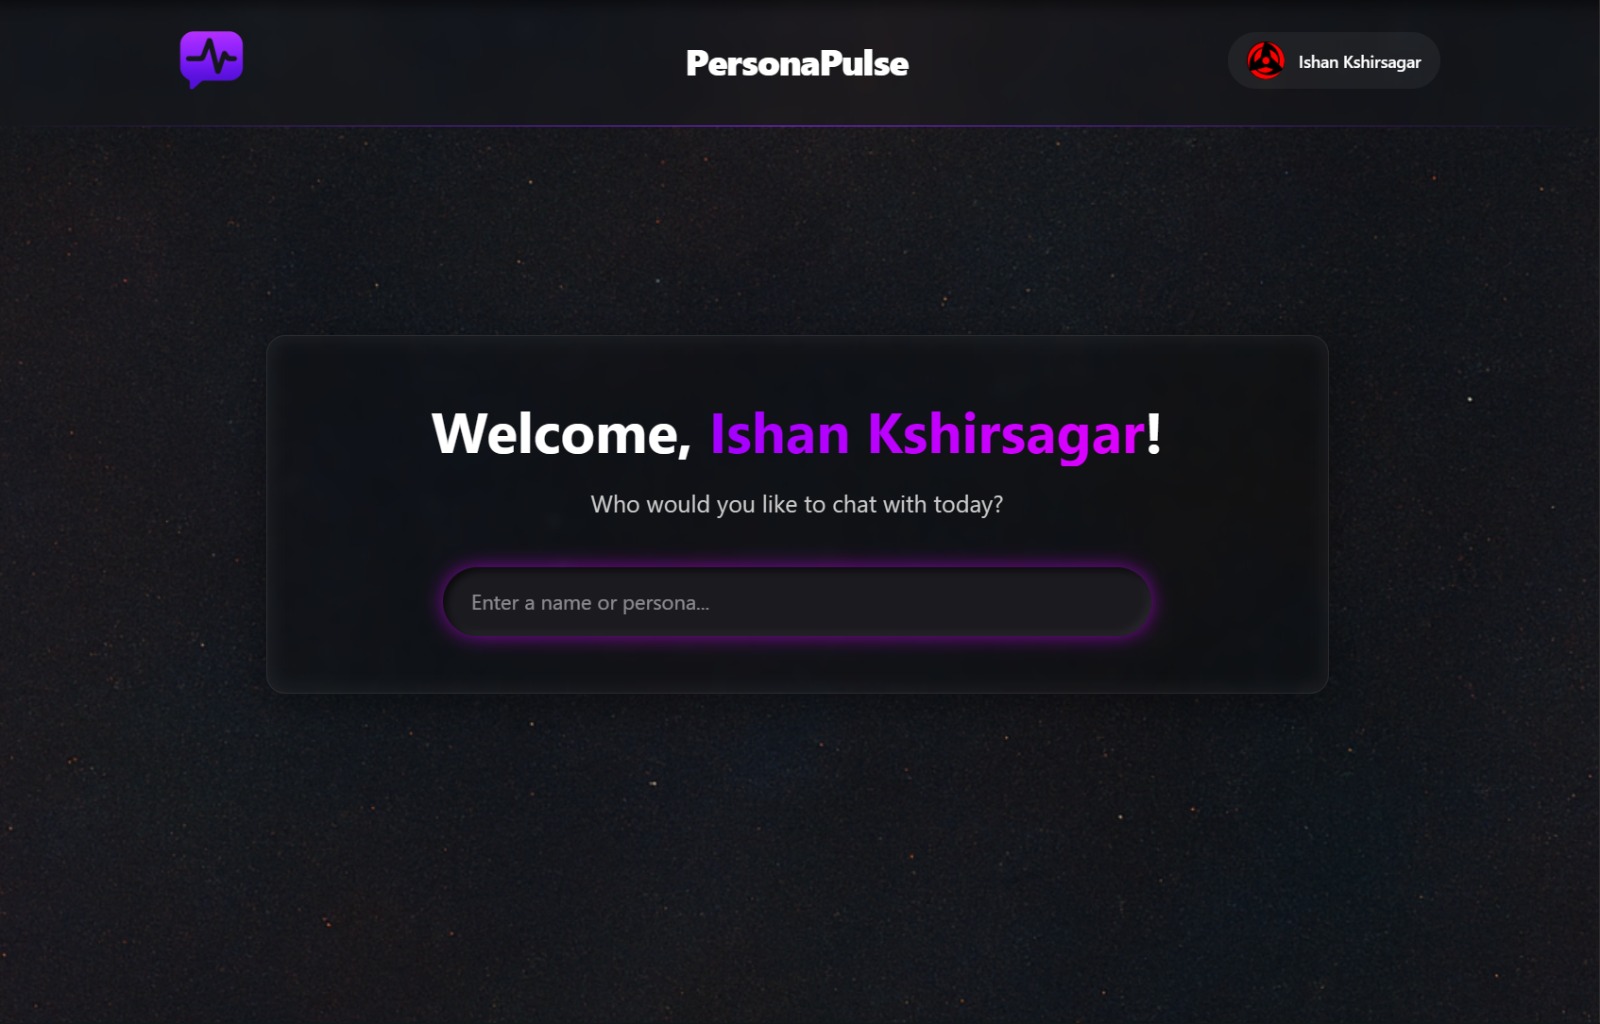 PersonaPulse
Ishan Kshirsagar
Welcome, Ishan Kshirsagar!
Who would you like to chat with today?
Enter a name or persona...